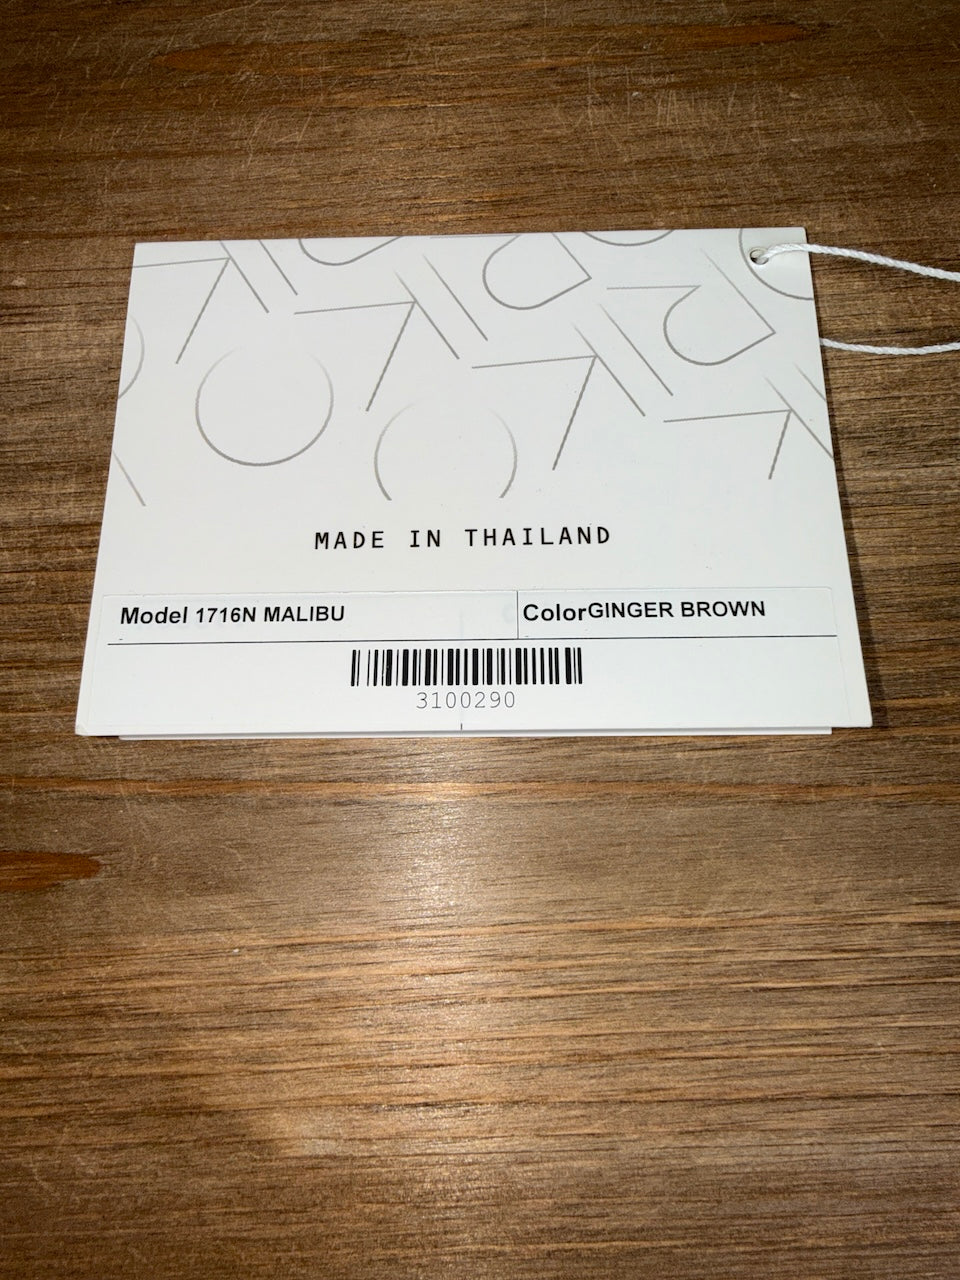 MADE IN THAILAND
Model 1716N MALIBU
ColorGINGER BROWN
3100290